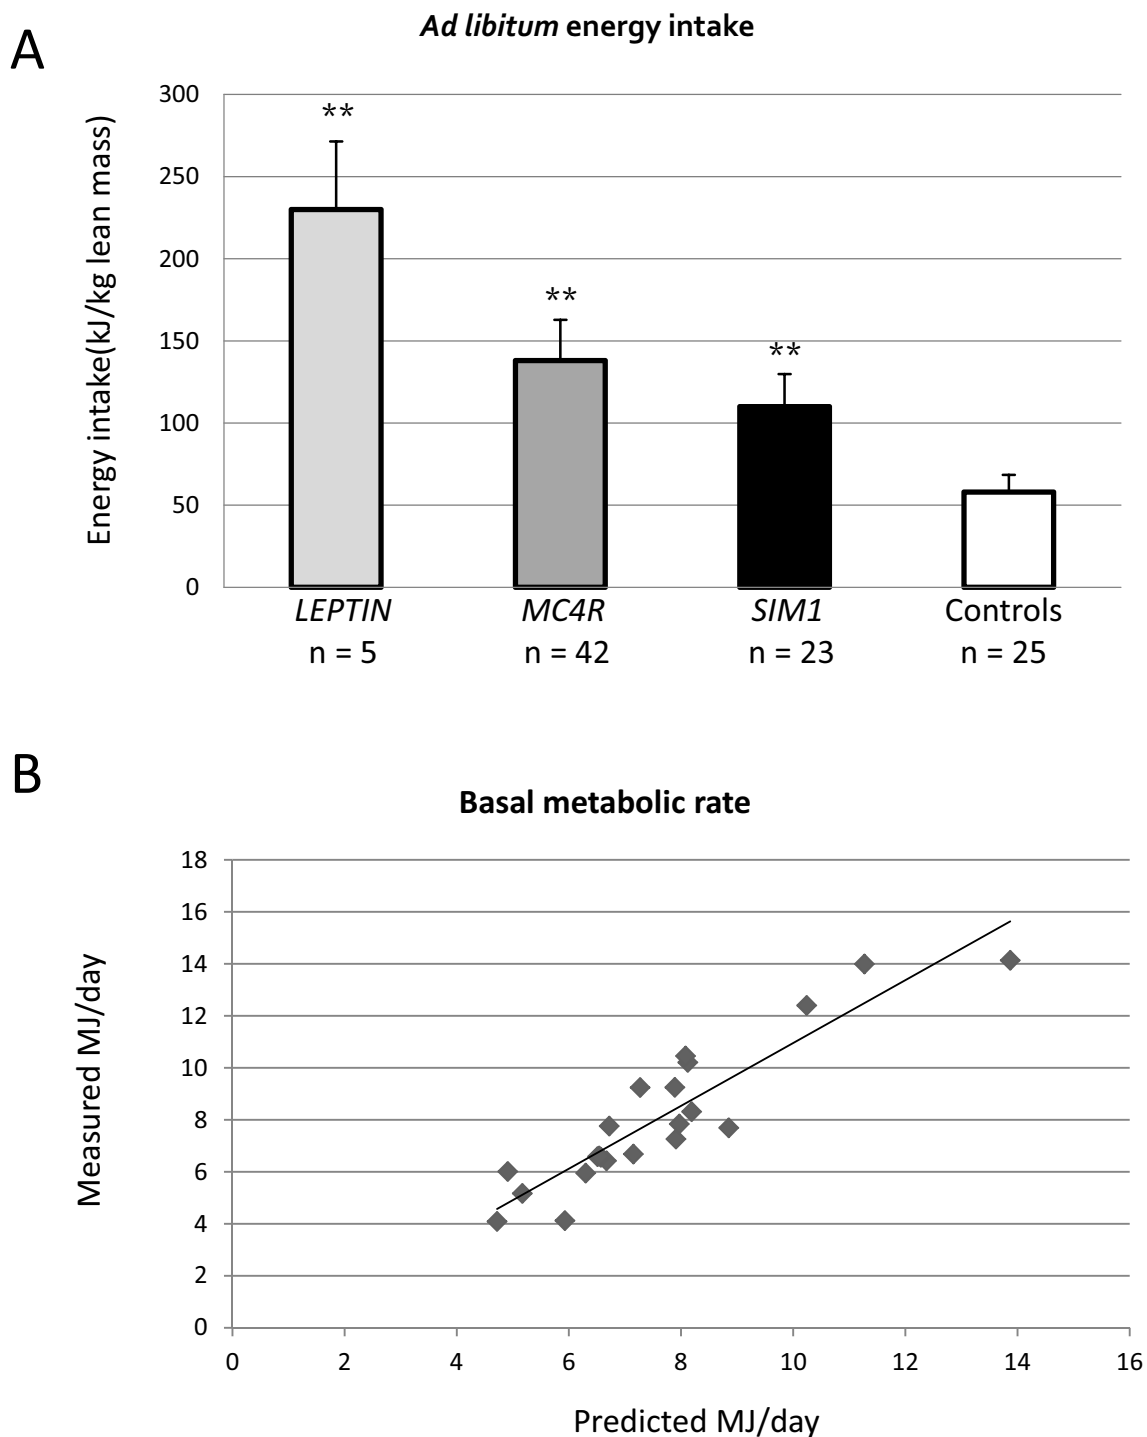 A
Ad libitum energy intake
Energy intake(kJ/kg lean mass)
300
250
200
150
100
50
0
**
**
**
LEPTIN MC4R SIM1 Controls
n = 5 n = 42 n = 23 n = 25
B
Basal metabolic rate
Measured MJ/day
18
16
14
12
10
8
6
4
2
0
0 2 4 6 8 10 12 14 16
Predicted MJ/day